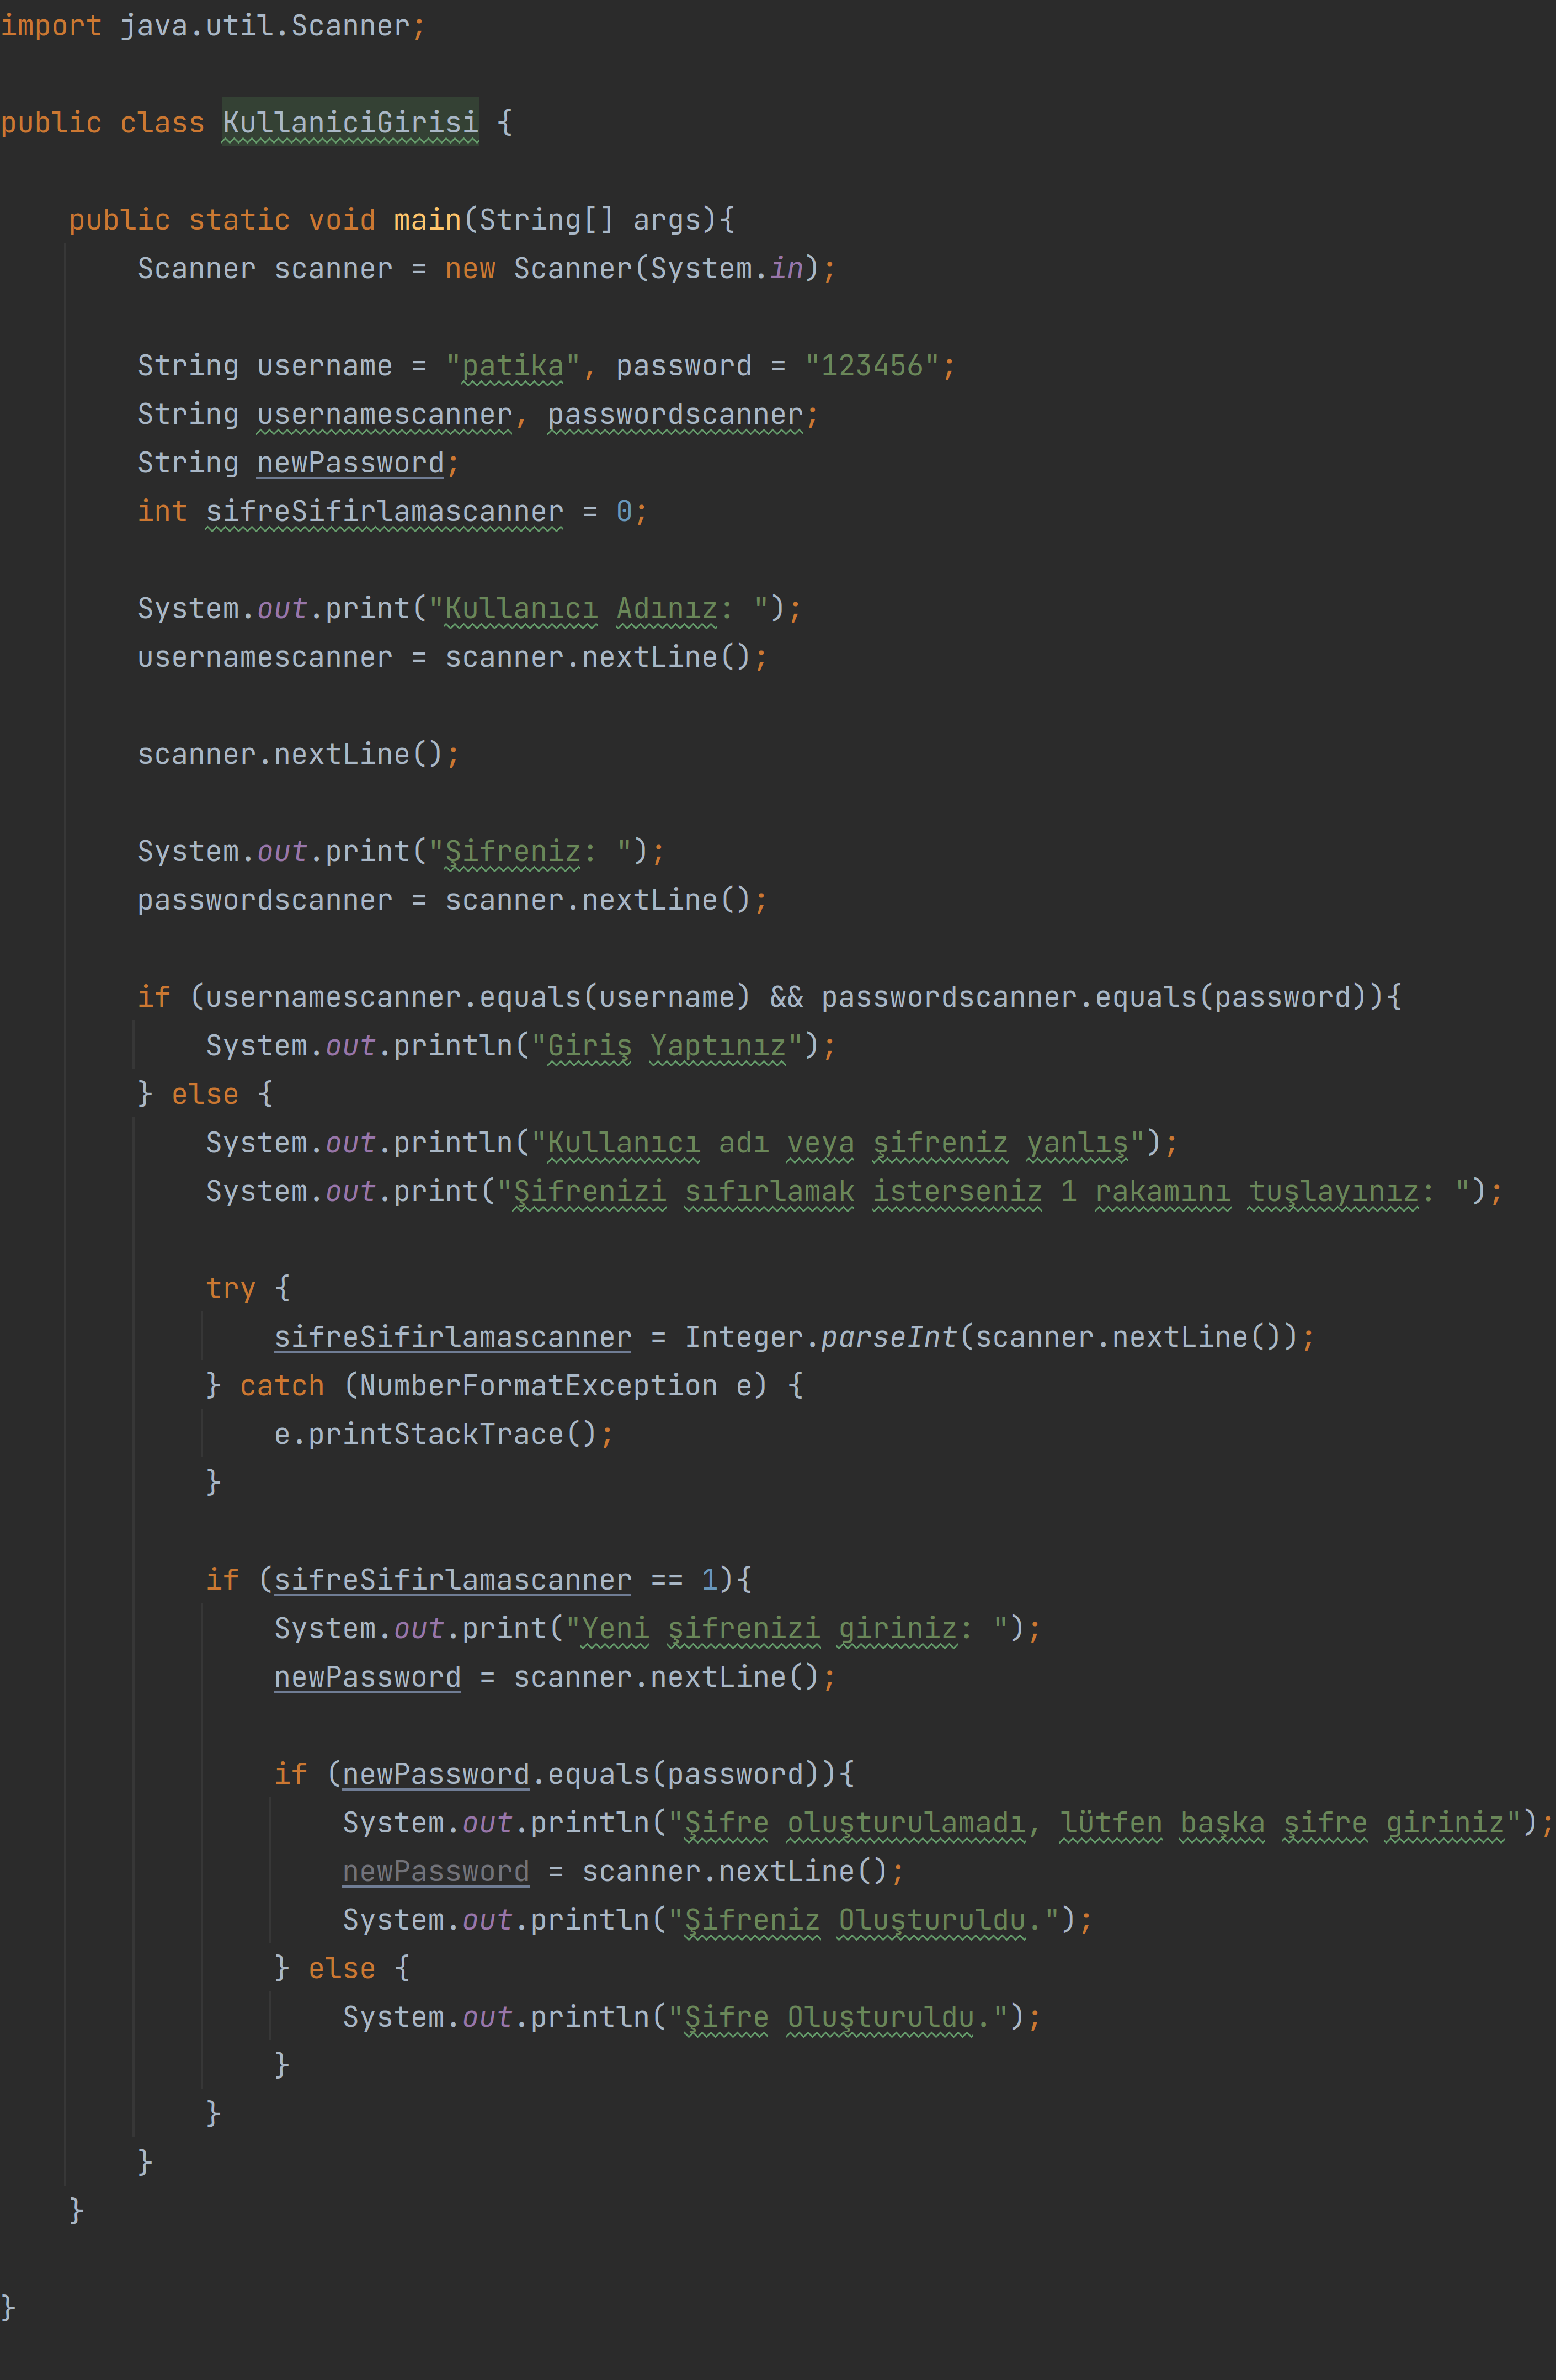 import java.util.Scanner;
public class KullaniciGirisi {
public static void main(String[] args){
Scanner scanner = new Scanner(System.in);
String username = "patika", password = "123456";
String usernamescanner, passwordscanner;
String newPassword;
int sifreSifirlamascanner = 0;
System.out.print("Kullanıcı Adınız: ");
usernamescanner = scanner.nextLine();
scanner.nextLine();
System.out.print("Şifreniz: ");
passwordscanner = scanner.nextLine();
if (usernamescanner.equals(username) && passwordscanner.equals(password)){
System.out.println("Giriş Yaptınız");
} else {
System.out.println("Kullanıcı adı veya şifreniz yanlış");
System.out.print("Şifrenizi sıfırlamak isterseniz 1 rakamını tuşlayınız: ");
try {
sifreSifirlamascanner = Integer.parseInt(scanner.nextLine());
} catch (NumberFormatException e) {
e.printStackTrace();
}
if (sifreSifirlamascanner == 1){
System.out.print("Yeni şifrenizi giriniz: ");
newPassword = scanner.nextLine();
if (newPassword.equals(password)){
System.out.println("Şifre oluşturulamadı, lütfen başka şifre giriniz");
newPassword = scanner.nextLine();
System.out.println("Şifreniz Oluşturuldu.");
} else {
System.out.println("Şifre Oluşturuldu.");
}
}
}
}
}